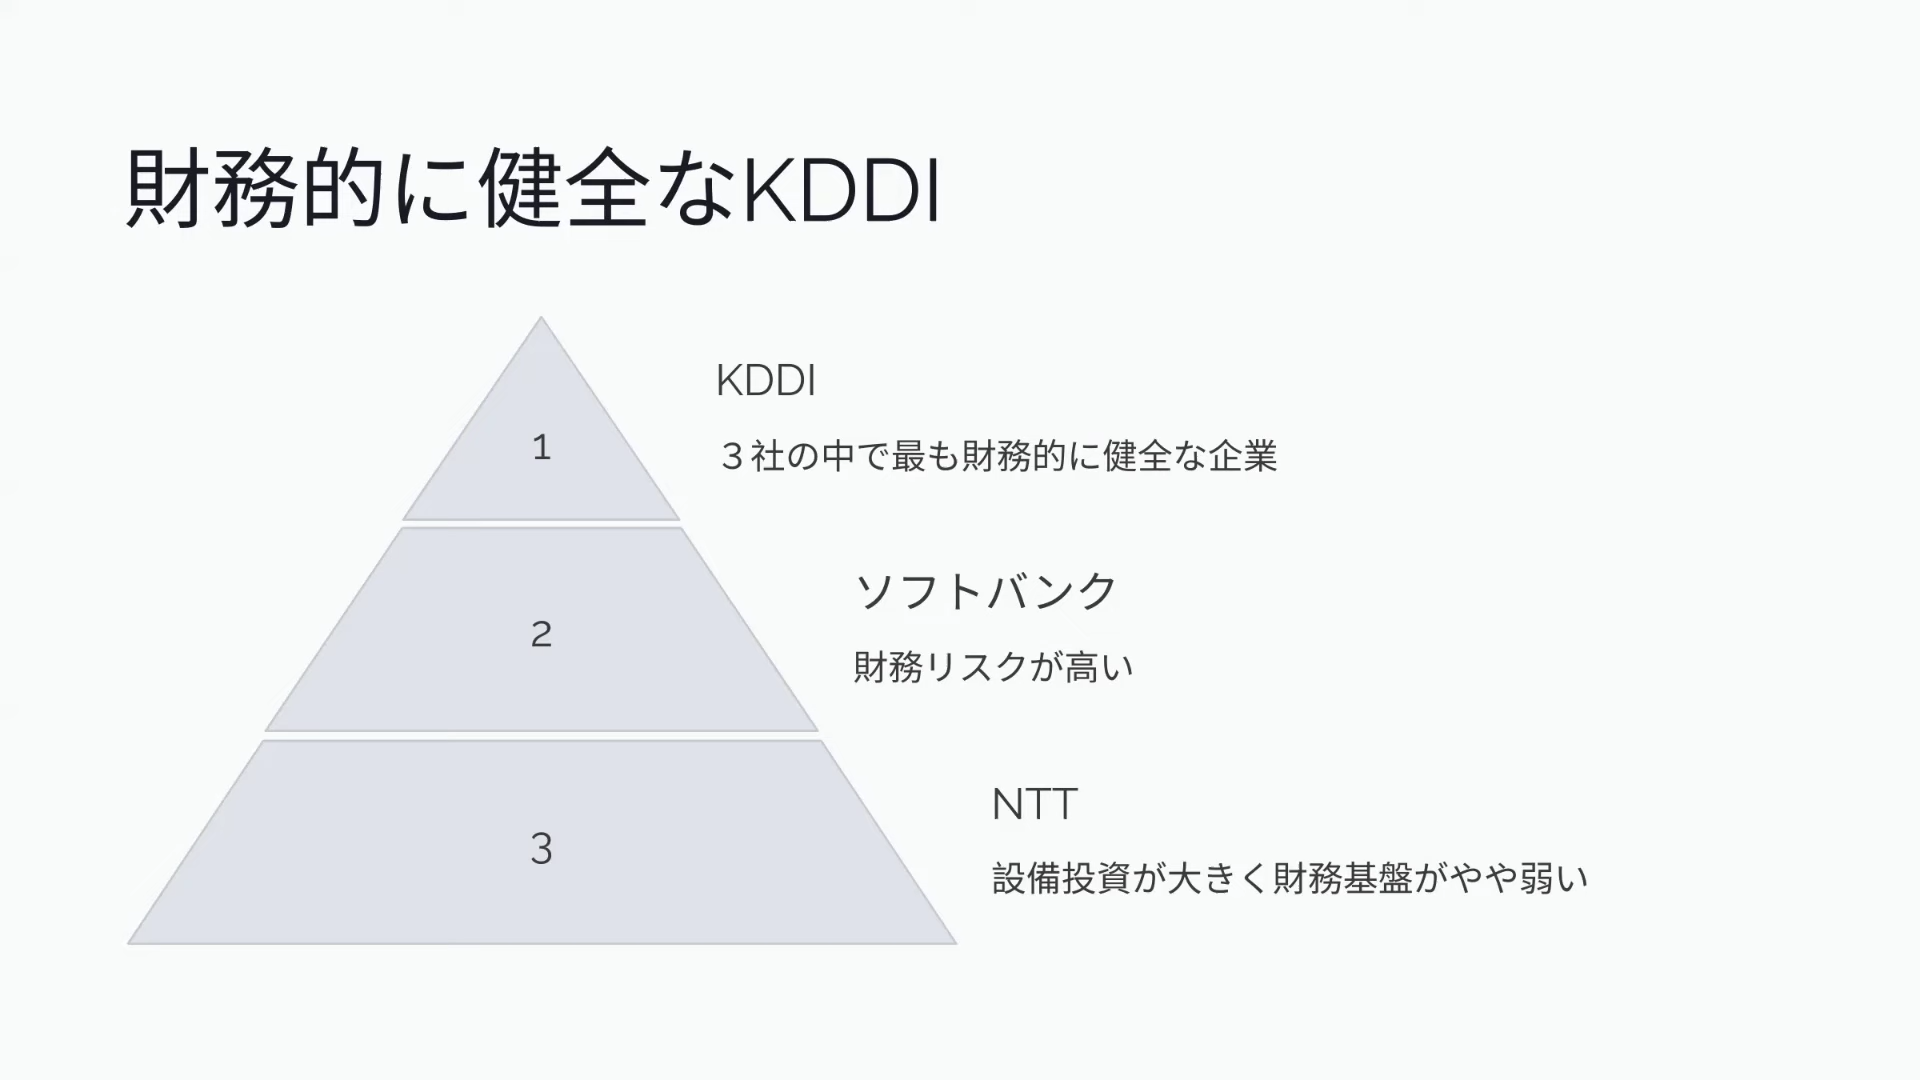 財務的に健全なKDDI
1
KDDI
３社の中で最も財務的に健全な企業
2
ソフトバンク
財務リスクが高い
3
NTT
設備投資が大きく財務基盤がやや弱い